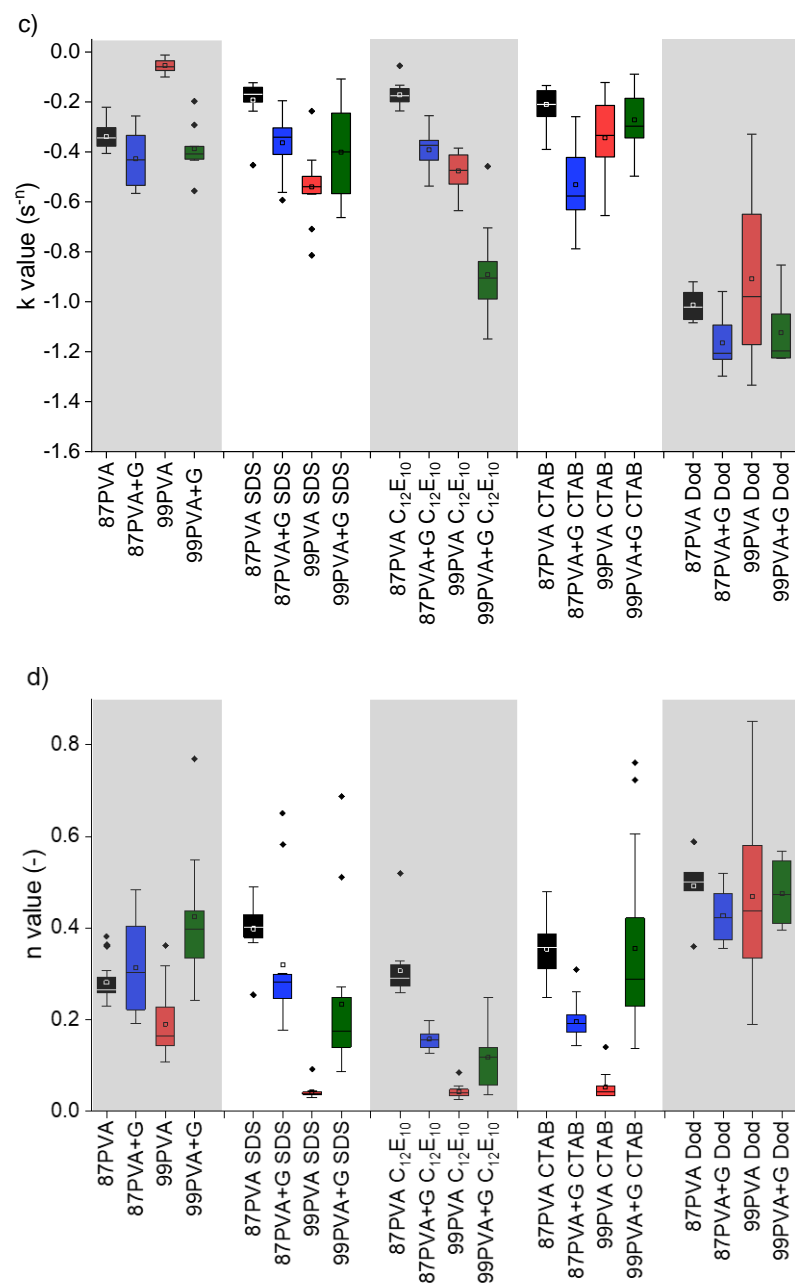 c)
k value (s⁻ⁿ)
0.0
-0.2
-0.4
-0.6
-0.8
-1.0
-1.2
-1.4
-1.6
87PVA
87PVA+G
99PVA
99PVA+G
87PVA SDS
87PVA+G SDS
99PVA SDS
99PVA+G SDS
87PVA C₁₂E₁₀
87PVA+G C₁₂E₁₀
99PVA C₁₂E₁₀
99PVA+G C₁₂E₁₀
87PVA CTAB
87PVA+G CTAB
99PVA CTAB
99PVA+G CTAB
87PVA Dod
87PVA+G Dod
99PVA Dod
99PVA+G Dod
d)
n value (-)
0.8
0.6
0.4
0.2
0.0
87PVA
87PVA+G
99PVA
99PVA+G
87PVA SDS
87PVA+G SDS
99PVA SDS
99PVA+G SDS
87PVA C₁₂E₁₀
87PVA+G C₁₂E₁₀
99PVA C₁₂E₁₀
99PVA+G C₁₂E₁₀
87PVA CTAB
87PVA+G CTAB
99PVA CTAB
99PVA+G CTAB
87PVA Dod
87PVA+G Dod
99PVA Dod
99PVA+G Dod